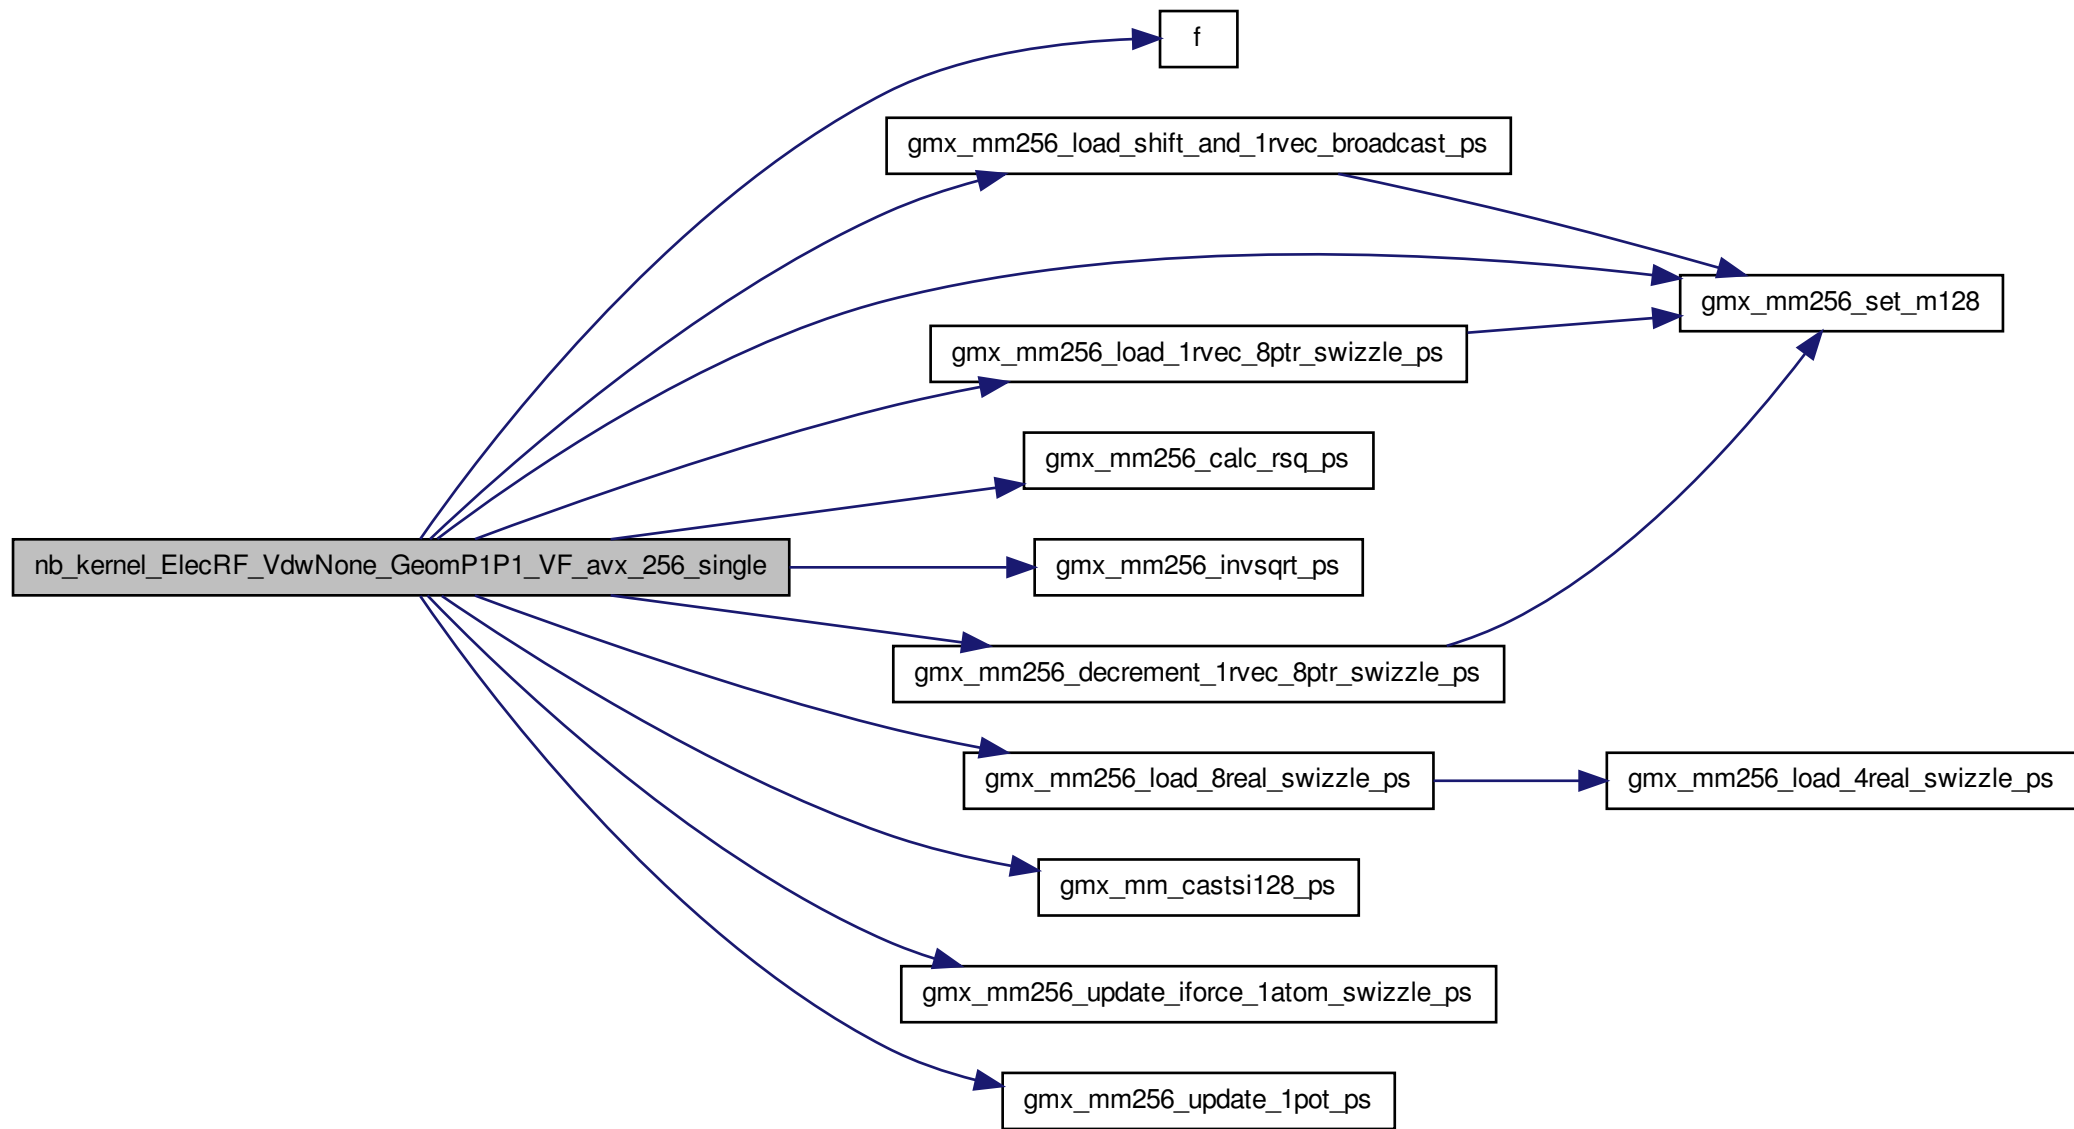 f
gmx_mm256_load_shift_and_1rvec_broadcast_ps
gmx_mm256_set_m128
gmx_mm256_load_1rvec_8ptr_swizzle_ps
gmx_mm256_calc_rsq_ps
nb_kernel_ElecRF_VdwNone_GeomP1P1_VF_avx_256_single
gmx_mm256_invsqrt_ps
gmx_mm256_decrement_1rvec_8ptr_swizzle_ps
gmx_mm256_load_8real_swizzle_ps
gmx_mm256_load_4real_swizzle_ps
gmx_mm_castsi128_ps
gmx_mm256_update_iforce_1atom_swizzle_ps
gmx_mm256_update_1pot_ps